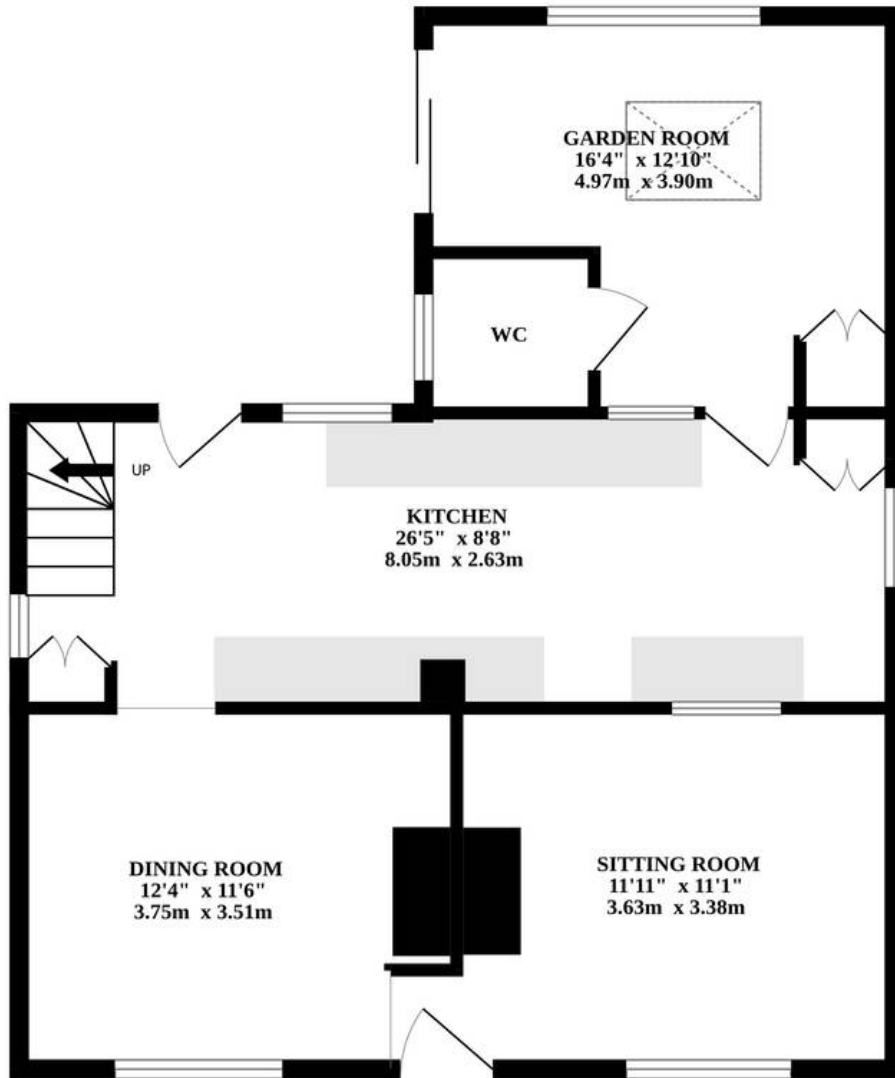 GARDEN ROOM
16'4" x 12'10"
4.97m x 3.90m
WC
UP
KITCHEN
26'5" x 8'8"
8.05m x 2.63m
DINING ROOM
12'4" x 11'6"
3.75m x 3.51m
SITTING ROOM
11'11" x 11'1"
3.63m x 3.38m